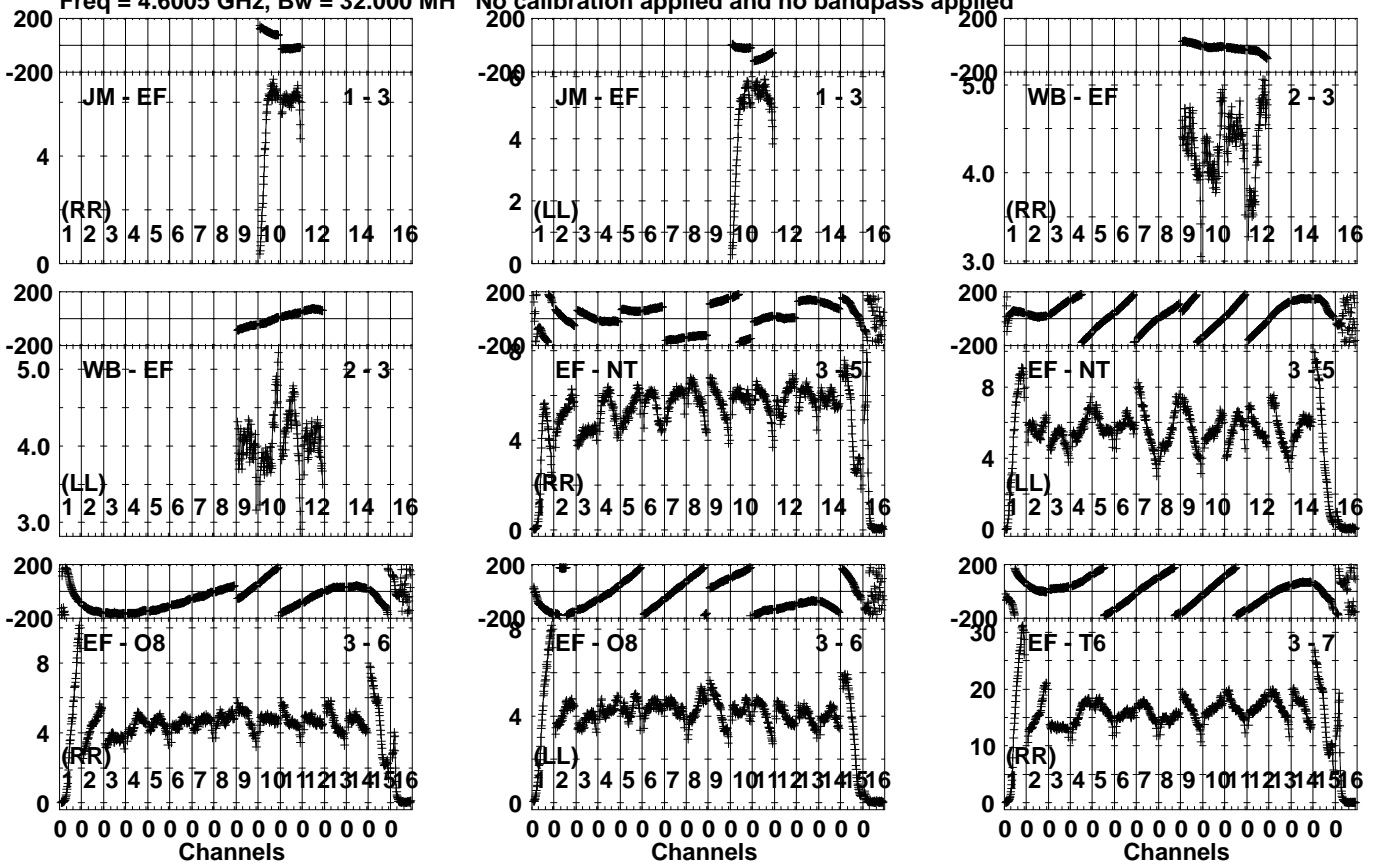 Freq = 4.6005 GHz, Bw = 32.000 MH No calibration applied and no bandpass applied
200
-200
JM - EF 1 - 3
4
(RR)
1 2 3 4 5 6 7 8 9 10 12 14 16
0
200
-200
6
JM - EF 1 - 3
4
2
(LL)
1 2 3 4 5 6 7 8 9 10 12 14 16
0
200
-200
5.0
WB - EF 2 - 3
4.0
(RR)
1 2 3 4 5 6 7 8 9 10 12 14 16
3.0
200
-200
5.0
WB - EF 2 - 3
4.0
(LL)
1 2 3 4 5 6 7 8 9 10 12 14 16
3.0
200
-200
8
EF - NT 3 - 5
4
(RR)
1 2 3 4 5 6 7 8 9 10 12 14 16
0
200
-200
EF - NT 3 - 5
8
4
(LL)
1 2 3 4 5 6 7 8 9 10 12 14 16
0
200
-200
EF - O8 3 - 6
8
4
(RR)
1 2 3 4 5 6 7 8 9 10 11 12 13 14 15 16
0
0 0 0 0 0 0 0 0 0 0 0 0 0 0 0 0
Channels
200
-200
8
EF - O8 3 - 6
4
(LL)
1 2 3 4 5 6 7 8 9 10 11 12 13 14 15 16
0
0 0 0 0 0 0 0 0 0 0 0 0 0 0 0 0
Channels
200
-200
30
EF - T6 3 - 7
20
10
(RR)
1 2 3 4 5 6 7 8 9 10 11 12 13 14 15 16
0
0 0 0 0 0 0 0 0 0 0 0 0 0 0 0 0
Channels